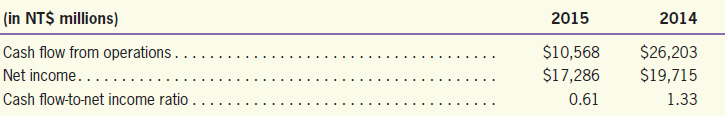 (in NT$ millions) 2015 2014
Cash flow from operations . . . . . . . . . . . . . . . . . . . . . . . . . . . . . . . . . . . . . . $10,568 $26,203
Net income. . . . . . . . . . . . . . . . . . . . . . . . . . . . . . . . . . . . . . . . . . . . . . . . . $17,286 $19,715
Cash flow-to-net income ratio . . . . . . . . . . . . . . . . . . . . . . . . . . . . . . . . . . . 0.61 1.33